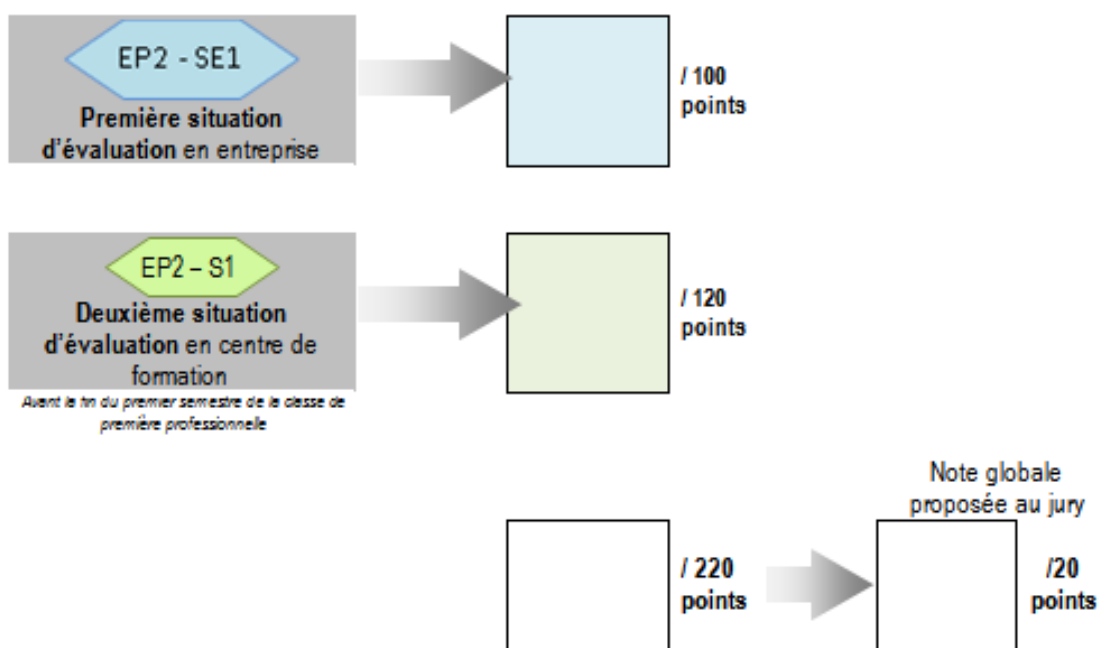 EP2 - SE1
Première situation
d'évaluation en entreprise
/ 100
points
EP2 – S1
Deuxième situation
d'évaluation en centre de
formation
Avant la fin du premier semestre de la classe de
première professionnelle
/ 120
points
Note globale
proposée au jury
/ 220
points
/20
points